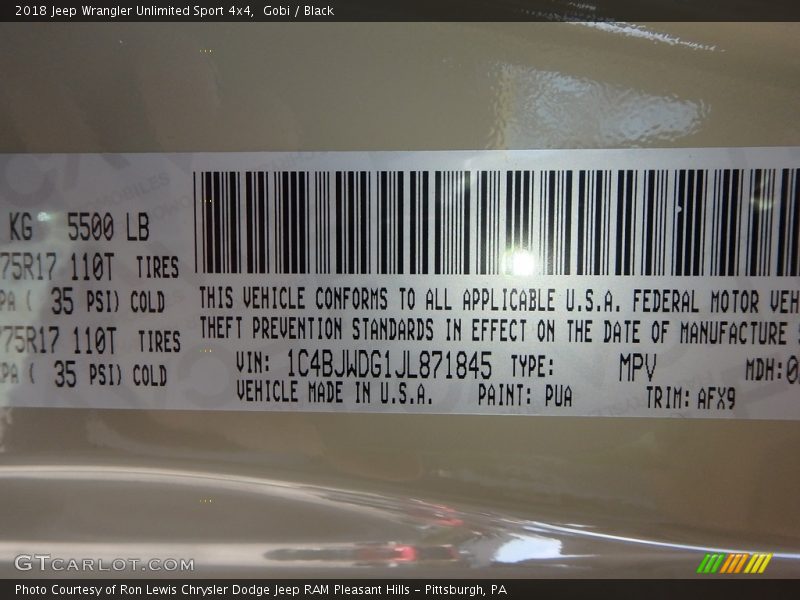 2018 Jeep Wrangler Unlimited Sport 4x4,  Gobi / Black
KG 5500 LB
75R17 110T TIRES
PA ( 35 PSI) COLD
75R17 110T TIRES
PA ( 35 PSI) COLD
THIS VEHICLE CONFORMS TO ALL APPLICABLE U.S.A. FEDERAL MOTOR VEH
THEFT PREVENTION STANDARDS IN EFFECT ON THE DATE OF MANUFACTURE
VIN: 1C4BJWDG1JL871845 TYPE: MPV MDH:0
VEHICLE MADE IN U.S.A. PAINT: PUA TRIM: AFX9
GTCARLOT.COM
Photo Courtesy of Ron Lewis Chrysler Dodge Jeep RAM Pleasant Hills – Pittsburgh, PA